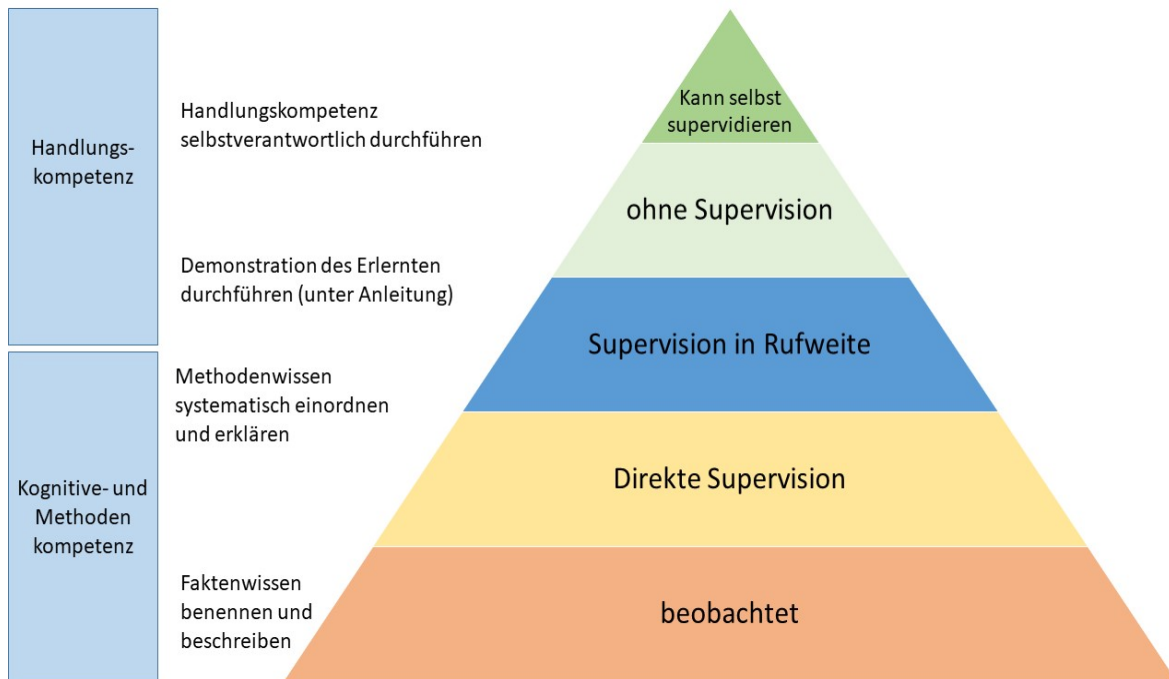 Handlungs-
kompetenz
Kognitive- und
Methoden
kompetenz
Handlungskompetenz
selbstverantwortlich durchführen
Demonstration des Erlernten
durchführen (unter Anleitung)
Methodenwissen
systematisch einordnen
und erklären
Faktenwissen
benennen und
beschreiben
Kann selbst
supervidieren
ohne Supervision
Supervision in Rufweite
Direkte Supervision
beobachtet